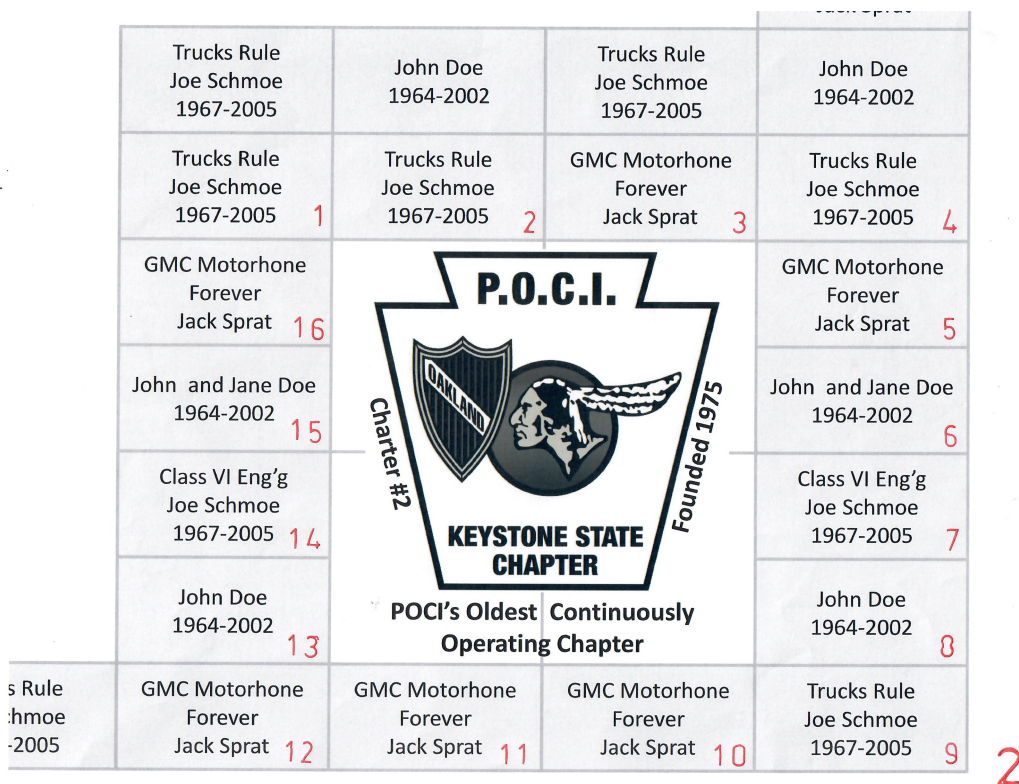 Trucks Rule
Joe Schmoe
1967-2005
John Doe
1964-2002
Trucks Rule
Joe Schmoe
1967-2005
Jack Sprat
John Doe
1964-2002
Trucks Rule
Joe Schmoe
1967-2005 1
Trucks Rule
Joe Schmoe
1967-2005 2
GMC Motorhone
Forever
Jack Sprat 3
Trucks Rule
Joe Schmoe
1967-2005 4
GMC Motorhone
Forever
Jack Sprat 16
P.O.C.I.
GMC Motorhone
Forever
Jack Sprat 5
John and Jane Doe
1964-2002
15
OAKLAND
Charter #2
Founded 1975
John and Jane Doe
1964-2002
6
Class VI Eng'g
Joe Schmoe
1967-2005 14
KEYSTONE STATE
CHAPTER
Class VI Eng'g
Joe Schmoe
1967-2005 7
John Doe
1964-2002
13
POCI's Oldest Continuously
Operating Chapter
John Doe
1964-2002
8
s Rule
hmoe
-2005
GMC Motorhone
Forever
Jack Sprat 12
GMC Motorhone
Forever
Jack Sprat 11
GMC Motorhone
Forever
Jack Sprat 10
Trucks Rule
Joe Schmoe
1967-2005 9
2